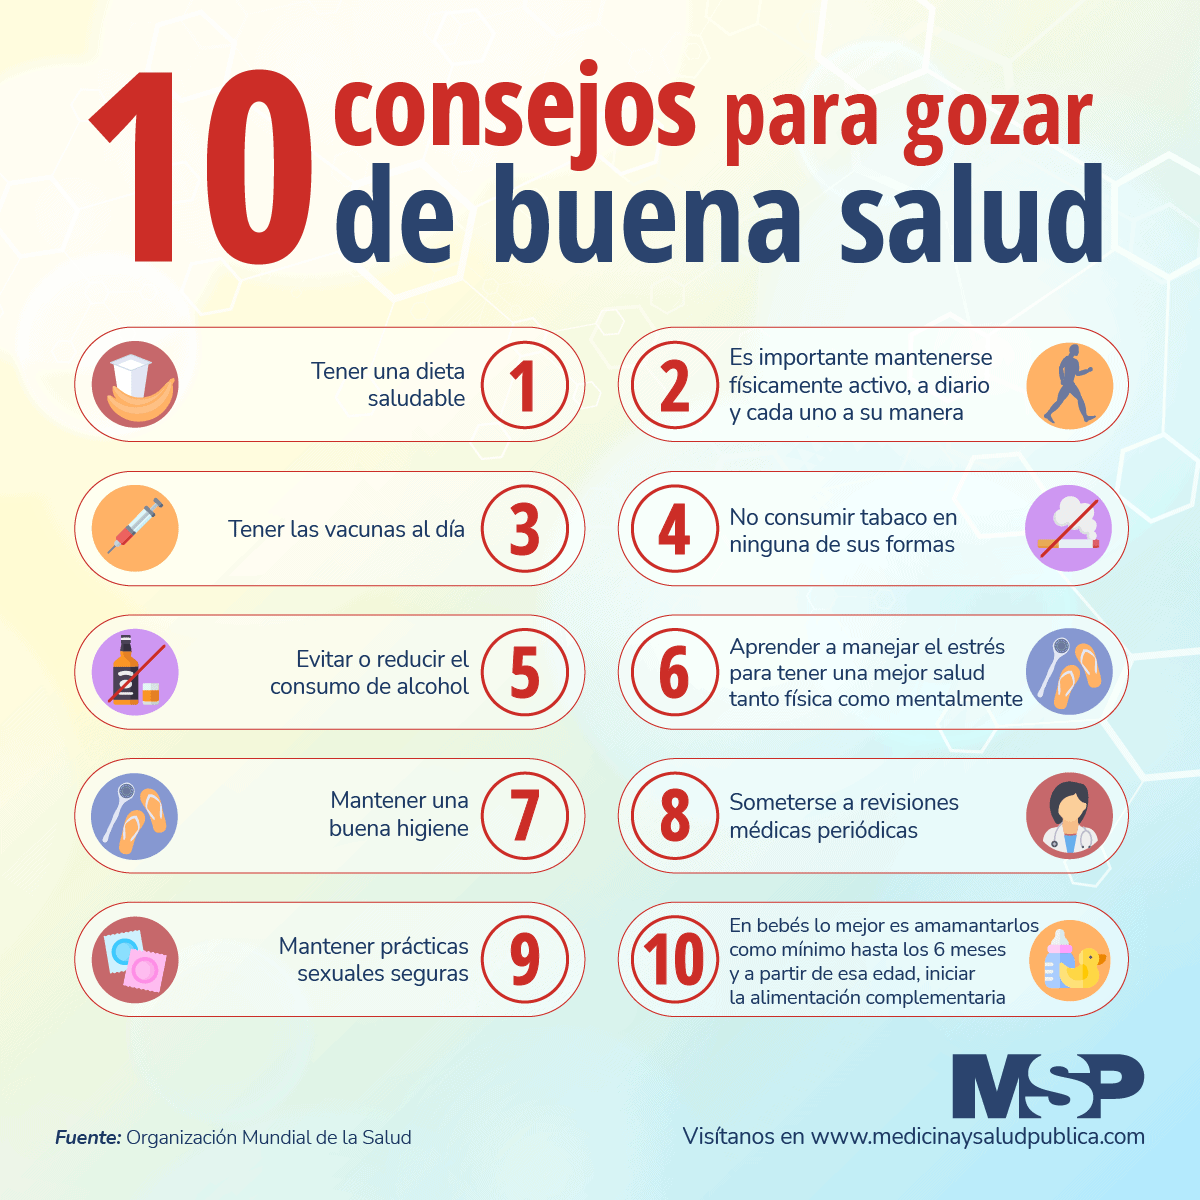 10 consejos para gozar
de buena salud
Tener una dieta
saludable
1
2
Es importante mantenerse
físicamente activo, a diario
y cada uno a su manera
Tener las vacunas al día
3
4
No consumir tabaco en
ninguna de sus formas
Evitar o reducir el
consumo de alcohol
5
6
Aprender a manejar el estrés
para tener una mejor salud
tanto física como mentalmente
Mantener una
buena higiene
7
8
Someterse a revisiones
médicas periódicas
Mantener prácticas
sexuales seguras
9
10
En bebés lo mejor es amamantarlos
como mínimo hasta los 6 meses
y a partir de esa edad, iniciar
la alimentación complementaria
MSP
Fuente: Organización Mundial de la Salud
Visítanos en www.medicinaysaludpublica.com